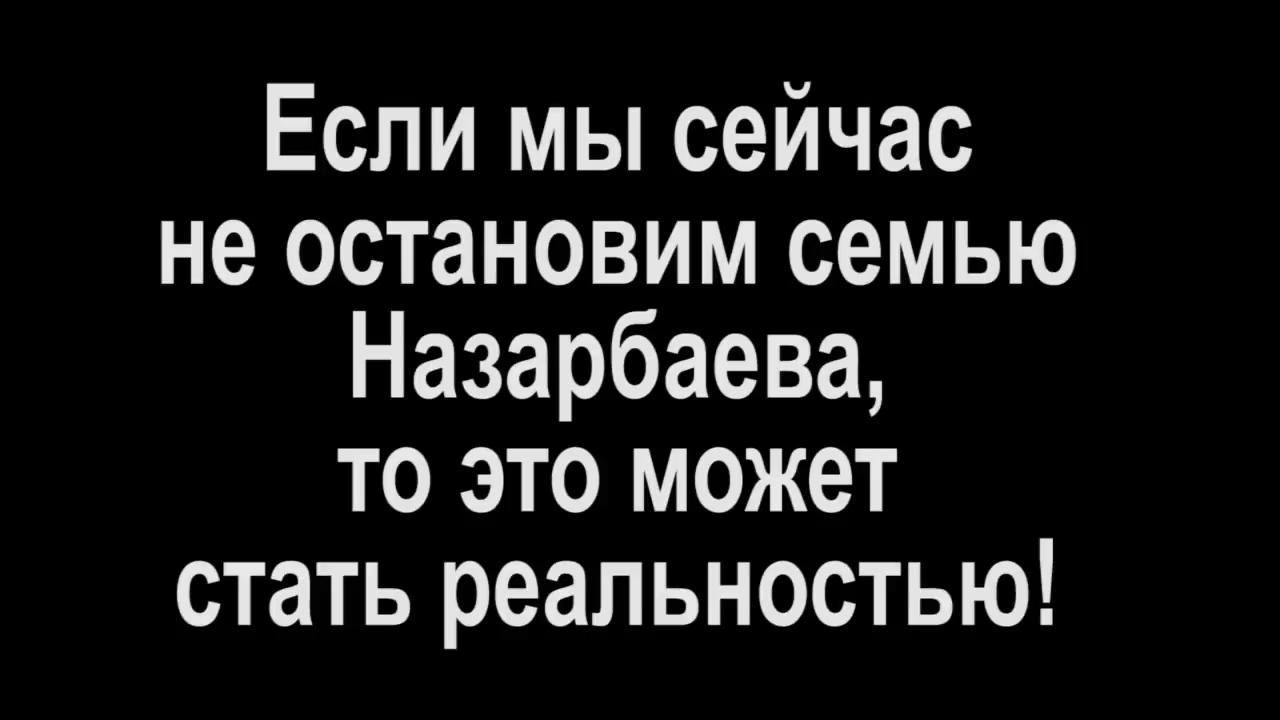 Если мы сейчас
не остановим семью
Назарбаева,
то это может
стать реальностью!